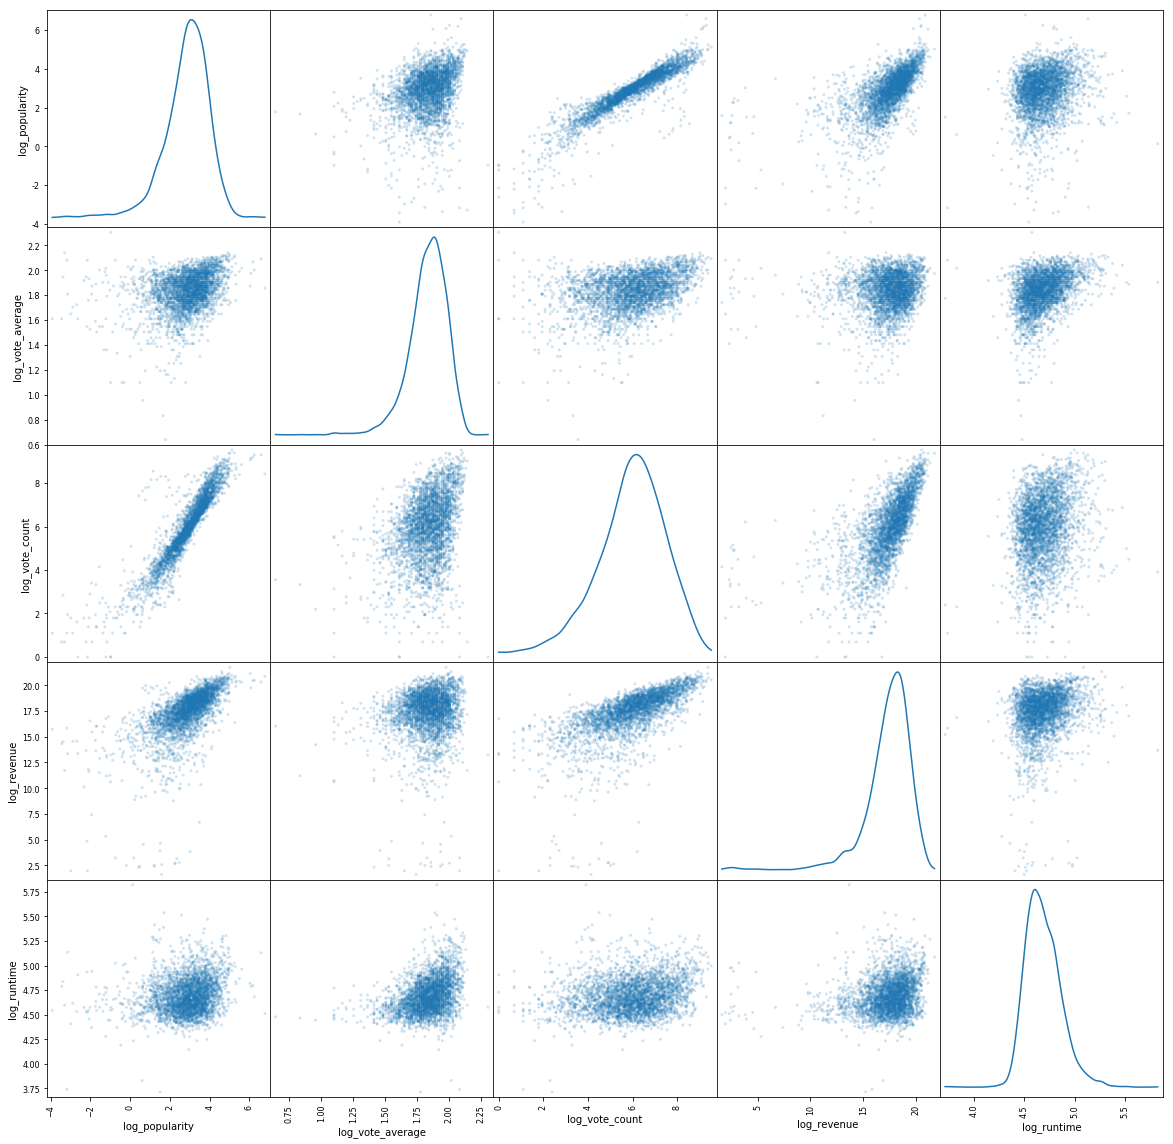 log_popularity
6
4
2
0
-2
-4
log_vote_average
2.2
2.0
1.8
1.6
1.4
1.2
1.0
0.8
0.6
log_vote_count
8
6
4
2
0
log_revenue
20.0
17.5
15.0
12.5
10.0
7.5
5.0
2.5
log_runtime
5.75
5.50
5.25
5.00
4.75
4.50
4.25
4.00
3.75
-4 -2 0 2 4 6
0.75 1.00 1.25 1.50 1.75 2.00 2.25
0 2 4 6 8
5 10 15 20
4.0 4.5 5.0 5.5
log_popularity
log_vote_average
log_vote_count
log_revenue
log_runtime